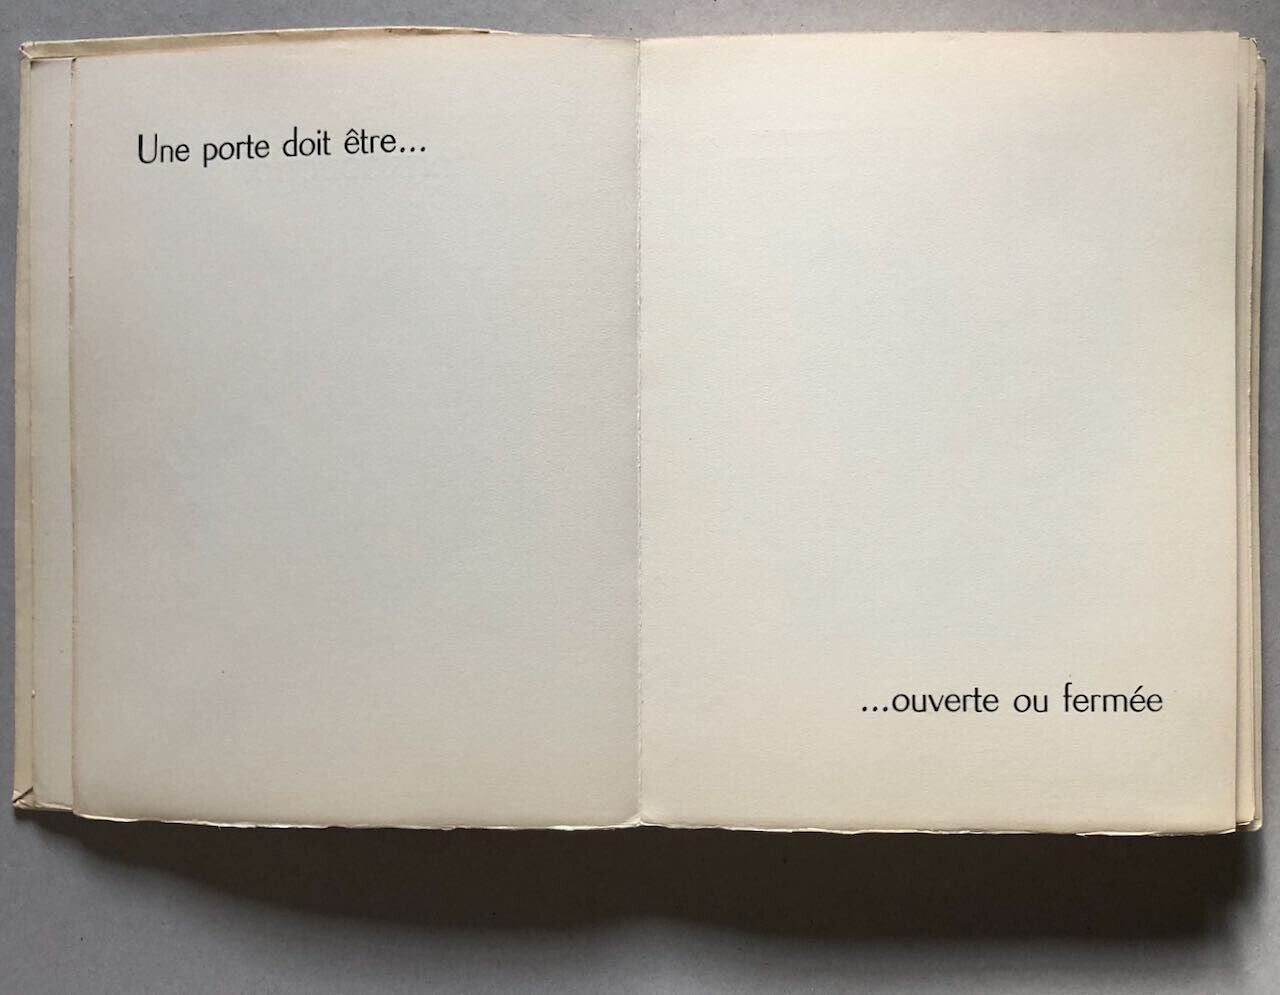 Une porte doit être...
...ouverte ou fermée